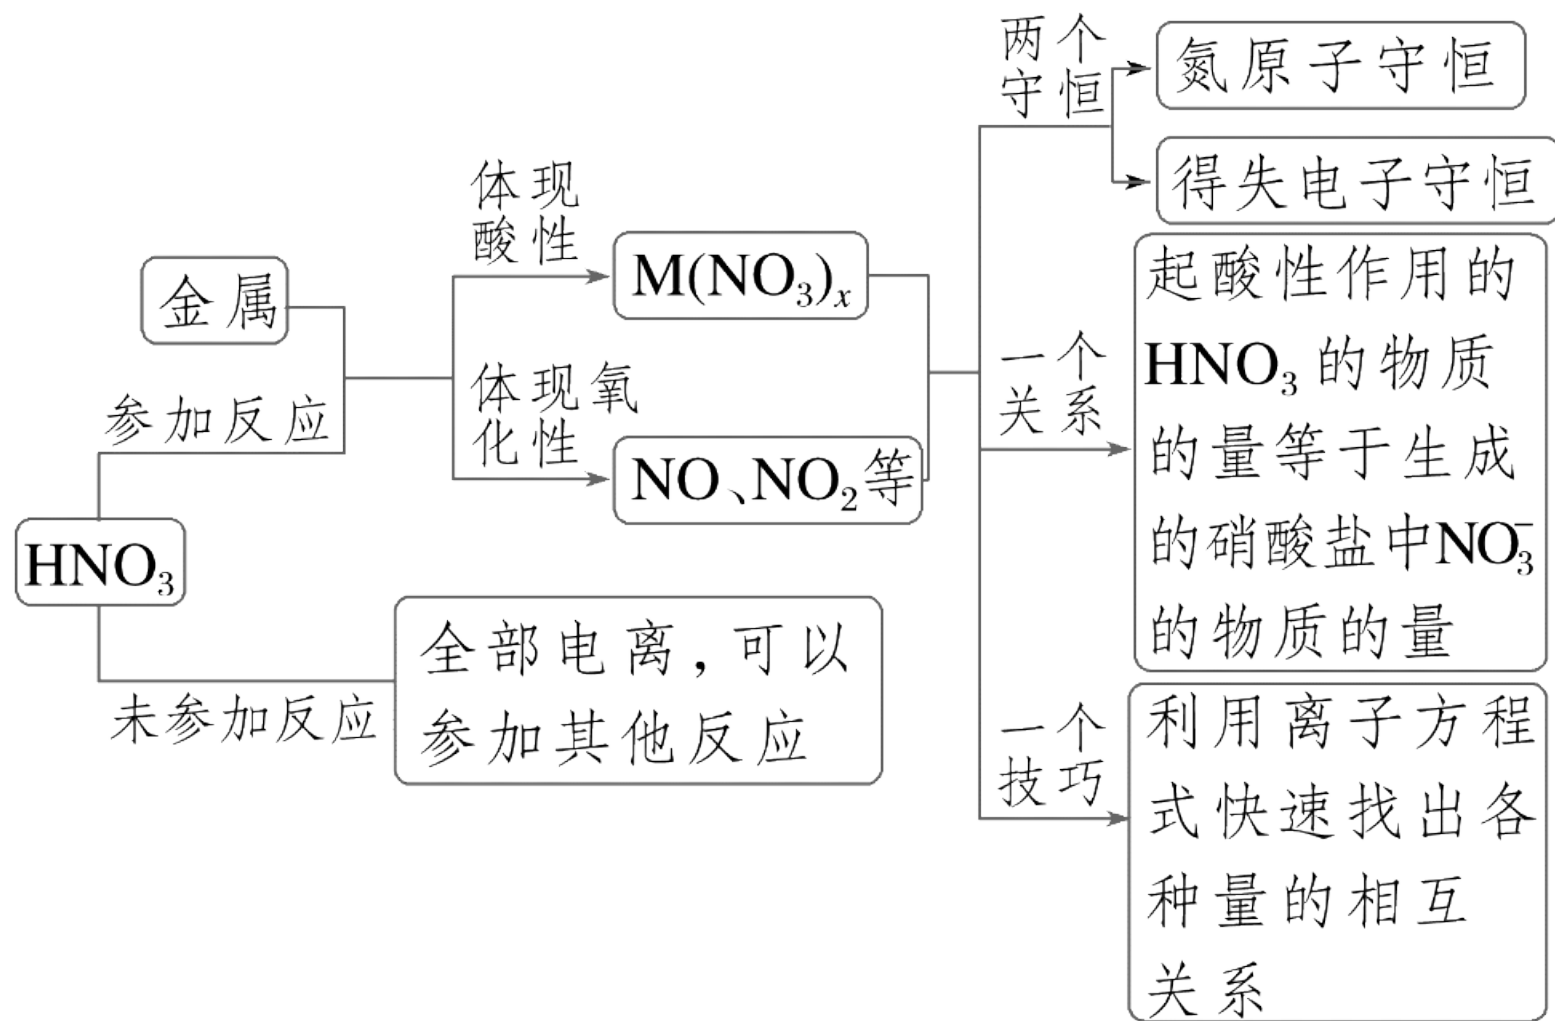 金属
参加反应
HNO₃
未参加反应
全部电离,可以
参加其他反应
体现
酸性
M(NO₃)ₓ
体现氧
化性
NO、NO₂等
两个
守恒
氮原子守恒
得失电子守恒
一个
关系
起酸性作用的
HNO₃的物质
的量等于生成
的硝酸盐中NO₃⁻
的物质的量
一个
技巧
利用离子方程
式快速找出各
种量的相互
关系